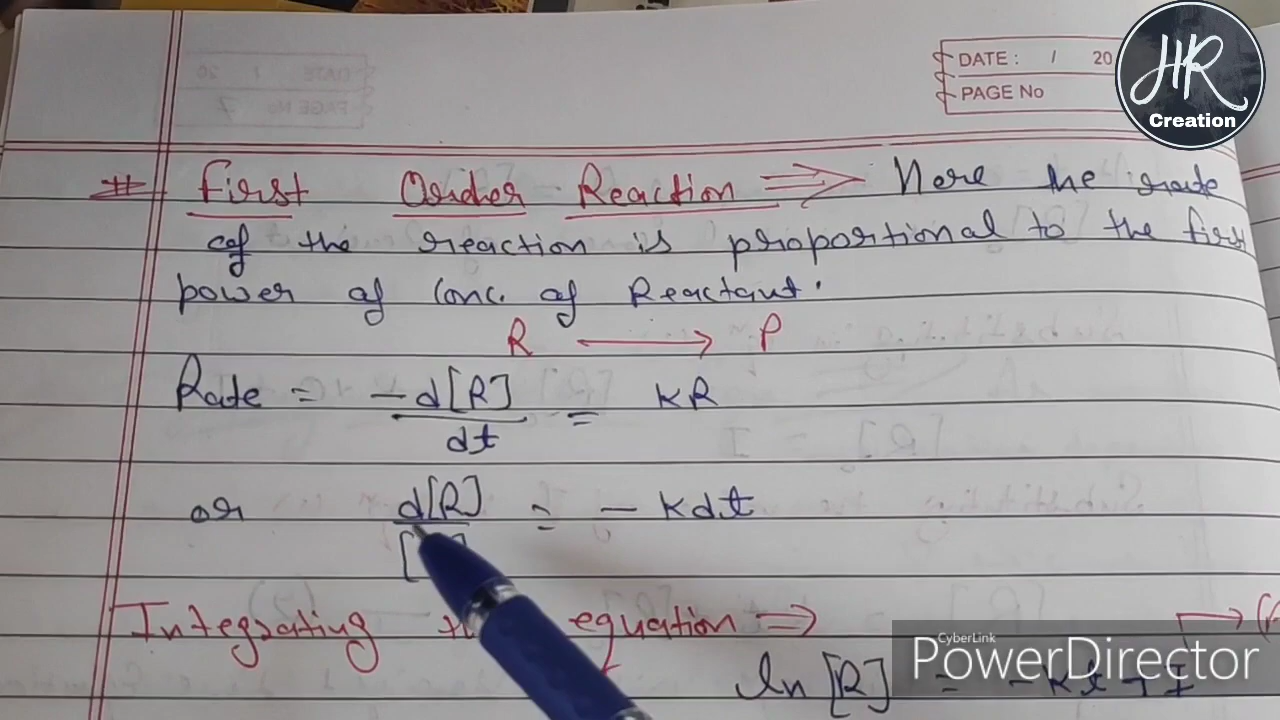 DATE : / 20
PAGE No
HR
Creation
# First Order Reaction ⇒ Here the rate
of the reaction is proportional to the first
power of Conc. of Reactant.
R ⟶ P
Rate = -d[R]/dt = KR
or d[R]/[ ] = - Kdt
Integrating equation ⇒
ln [R] = -Kt + I
CyberLink
PowerDirector